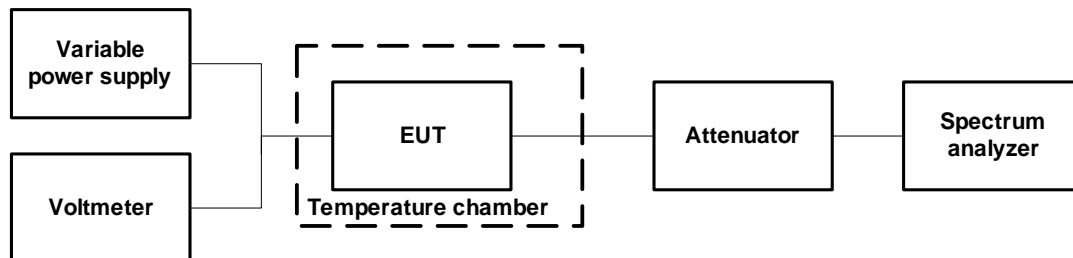 Variable
power supply
Voltmeter
EUT
Temperature chamber
Attenuator
Spectrum
analyzer